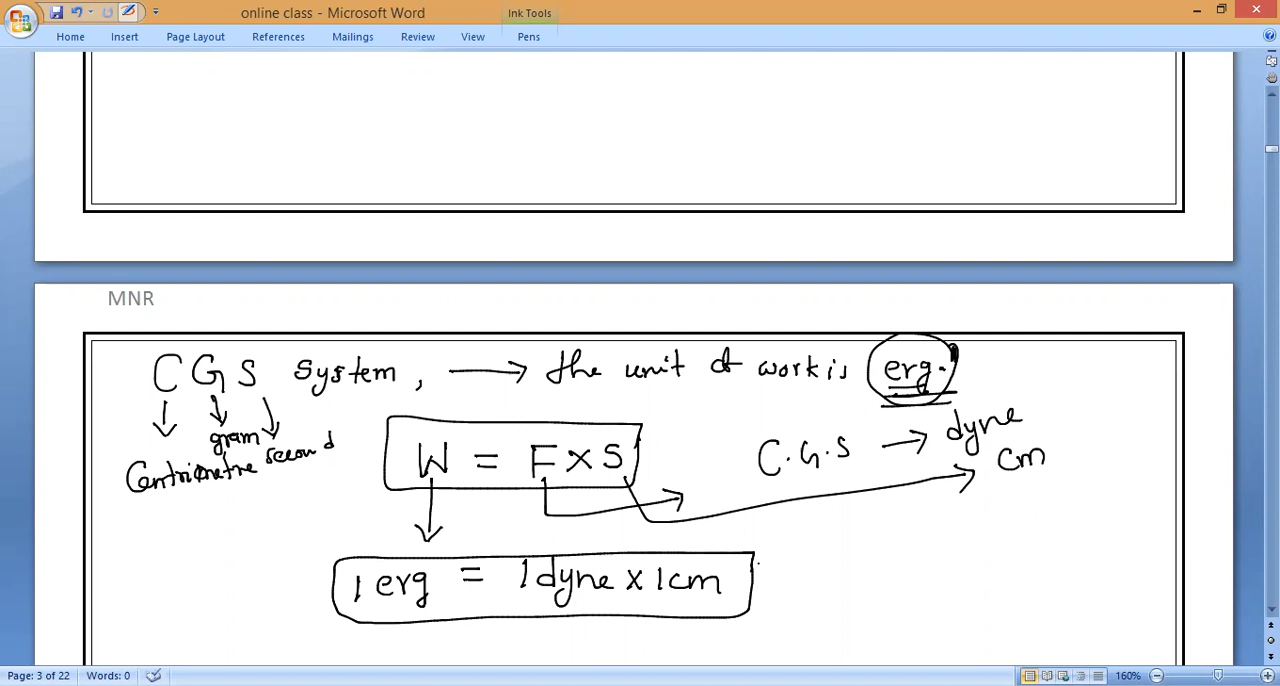 online class - Microsoft Word
Ink Tools
Home Insert Page Layout References Mailings Review View Pens
MNR
CGS system, → the unit of work is erg.
Centimetre gram second
W = F × S
C.G.S → dyne
cm
1 erg = 1 dyne × 1 cm
Page: 3 of 22 Words: 0 160%